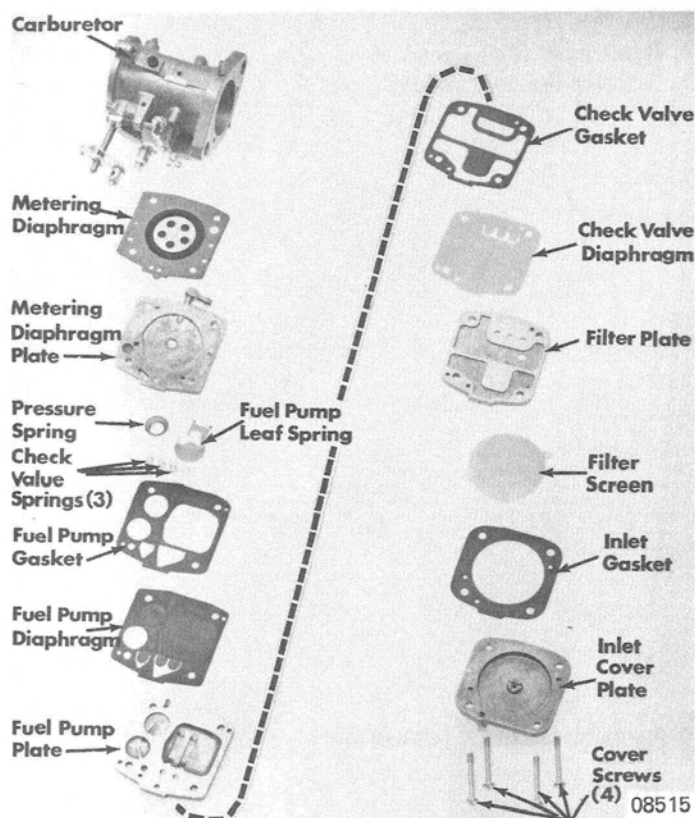 Carburetor
Metering
Diaphragm
Metering
Diaphragm
Plate
Pressure
Spring
Fuel Pump
Leaf Spring
Check
Value
Springs (3)
Fuel Pump
Gasket
Fuel Pump
Diaphragm
Fuel Pump
Plate
Check Valve
Gasket
Check Valve
Diaphragm
Filter Plate
Filter
Screen
Inlet
Gasket
Inlet
Cover
Plate
Cover
Screws
(4)
08515